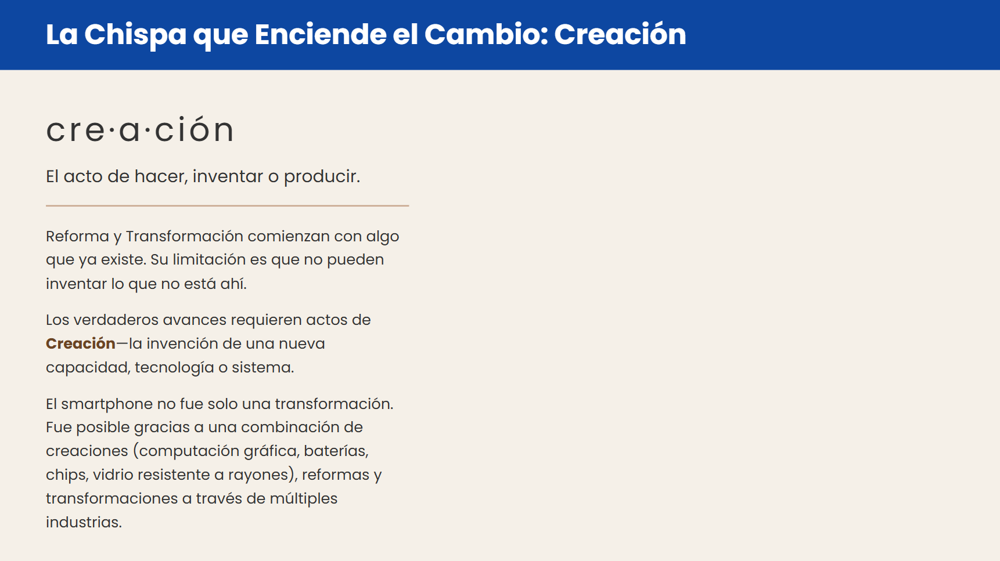 La Chispa que Enciende el Cambio: Creación
cre·a·ción
El acto de hacer, inventar o producir.
Reforma y Transformación comienzan con algo
que ya existe. Su limitación es que no pueden
inventar lo que no está ahí.
Los verdaderos avances requieren actos de
Creación—la invención de una nueva
capacidad, tecnología o sistema.
El smartphone no fue solo una transformación.
Fue posible gracias a una combinación de
creaciones (computación gráfica, baterías,
chips, vidrio resistente a rayones), reformas y
transformaciones a través de múltiples
industrias.